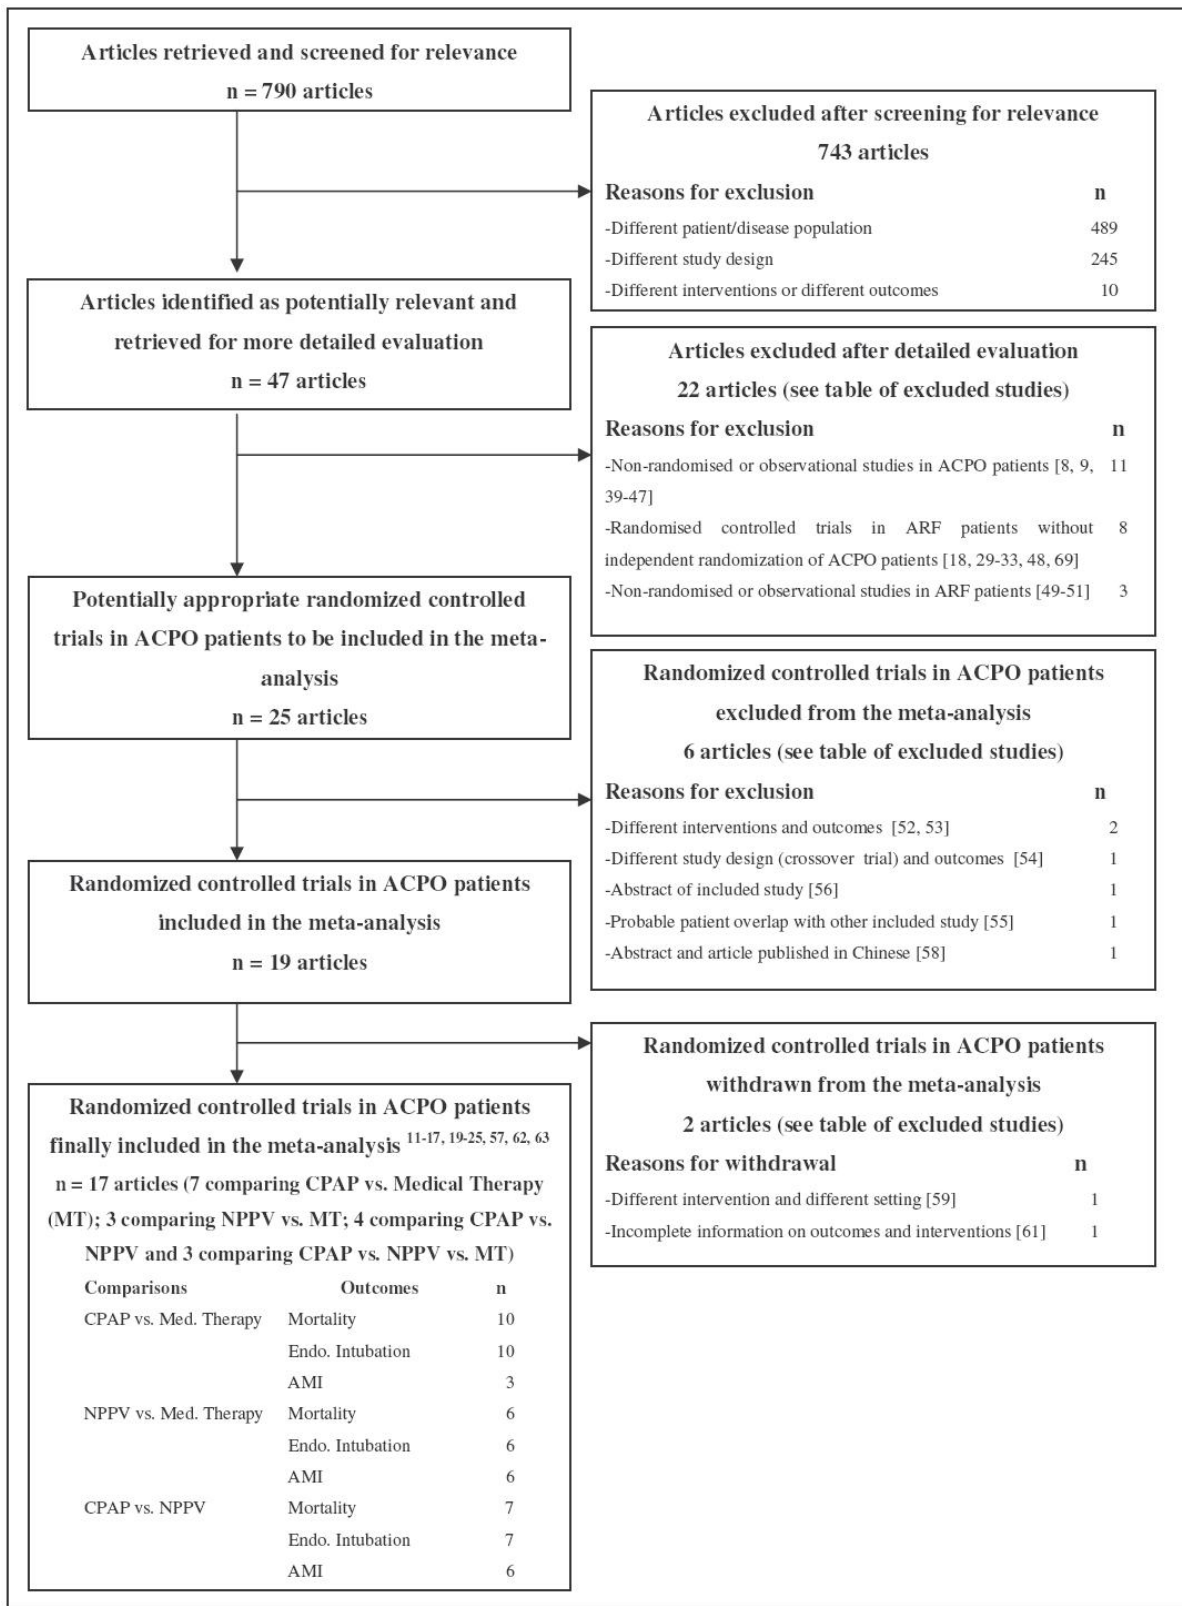 Articles retrieved and screened for relevance
n = 790 articles
Articles excluded after screening for relevance
743 articles
Reasons for exclusion n
-Different patient/disease population 489
-Different study design 245
-Different interventions or different outcomes 10
Articles identified as potentially relevant and
retrieved for more detailed evaluation
n = 47 articles
Articles excluded after detailed evaluation
22 articles (see table of excluded studies)
Reasons for exclusion n
-Non-randomised or observational studies in ACPO patients [8, 9, 11
39-47]
-Randomised controlled trials in ARF patients without 8
independent randomization of ACPO patients [18, 29-33, 48, 69]
-Non-randomised or observational studies in ARF patients [49-51] 3
Potentially appropriate randomized controlled
trials in ACPO patients to be included in the meta-
analysis
n = 25 articles
Randomized controlled trials in ACPO patients
excluded from the meta-analysis
6 articles (see table of excluded studies)
Reasons for exclusion n
-Different interventions and outcomes [52, 53] 2
-Different study design (crossover trial) and outcomes [54] 1
-Abstract of included study [56] 1
-Probable patient overlap with other included study [55] 1
-Abstract and article published in Chinese [58] 1
Randomized controlled trials in ACPO patients
included in the meta-analysis
n = 19 articles
Randomized controlled trials in ACPO patients
withdrawn from the meta-analysis
2 articles (see table of excluded studies)
Reasons for withdrawal n
-Different intervention and different setting [59] 1
-Incomplete information on outcomes and interventions [61] 1
Randomized controlled trials in ACPO patients
finally included in the meta-analysis 11-17, 19-25, 57, 62, 63
n = 17 articles (7 comparing CPAP vs. Medical Therapy
(MT); 3 comparing NPPV vs. MT; 4 comparing CPAP vs.
NPPV and 3 comparing CPAP vs. NPPV vs. MT)
Comparisons Outcomes n
CPAP vs. Med. Therapy Mortality 10
Endo. Intubation 10
AMI 3
NPPV vs. Med. Therapy Mortality 6
Endo. Intubation 6
AMI 6
CPAP vs. NPPV Mortality 7
Endo. Intubation 7
AMI 6